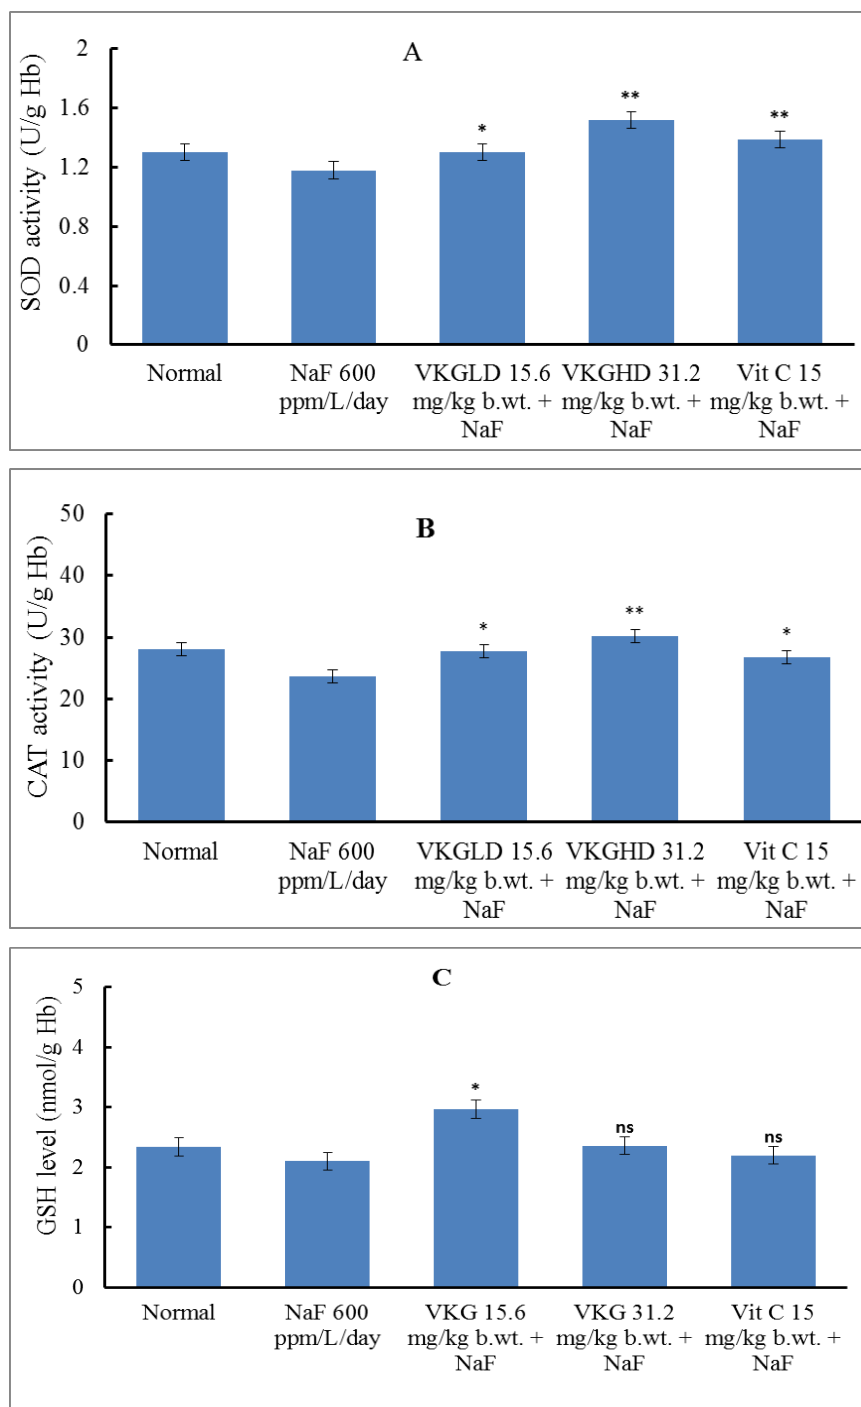 A
SOD activity (U/g Hb)
2
1.6
1.2
0.8
0.4
0
*
**
**
Normal
NaF 600
ppm/L/day
VKGLD 15.6
mg/kg b.wt. +
NaF
VKGHD 31.2
mg/kg b.wt. +
NaF
Vit C 15
mg/kg b.wt. +
NaF
B
CAT activity (U/g Hb)
50
40
30
20
10
0
*
**
*
Normal
NaF 600
ppm/L/day
VKGLD 15.6
mg/kg b.wt. +
NaF
VKGHD 31.2
mg/kg b.wt. +
NaF
Vit C 15
mg/kg b.wt. +
NaF
C
GSH level (nmol/g Hb)
5
4
3
2
1
0
*
ns
ns
Normal
NaF 600
ppm/L/day
VKG 15.6
mg/kg b.wt. +
NaF
VKG 31.2
mg/kg b.wt. +
NaF
Vit C 15
mg/kg b.wt. +
NaF